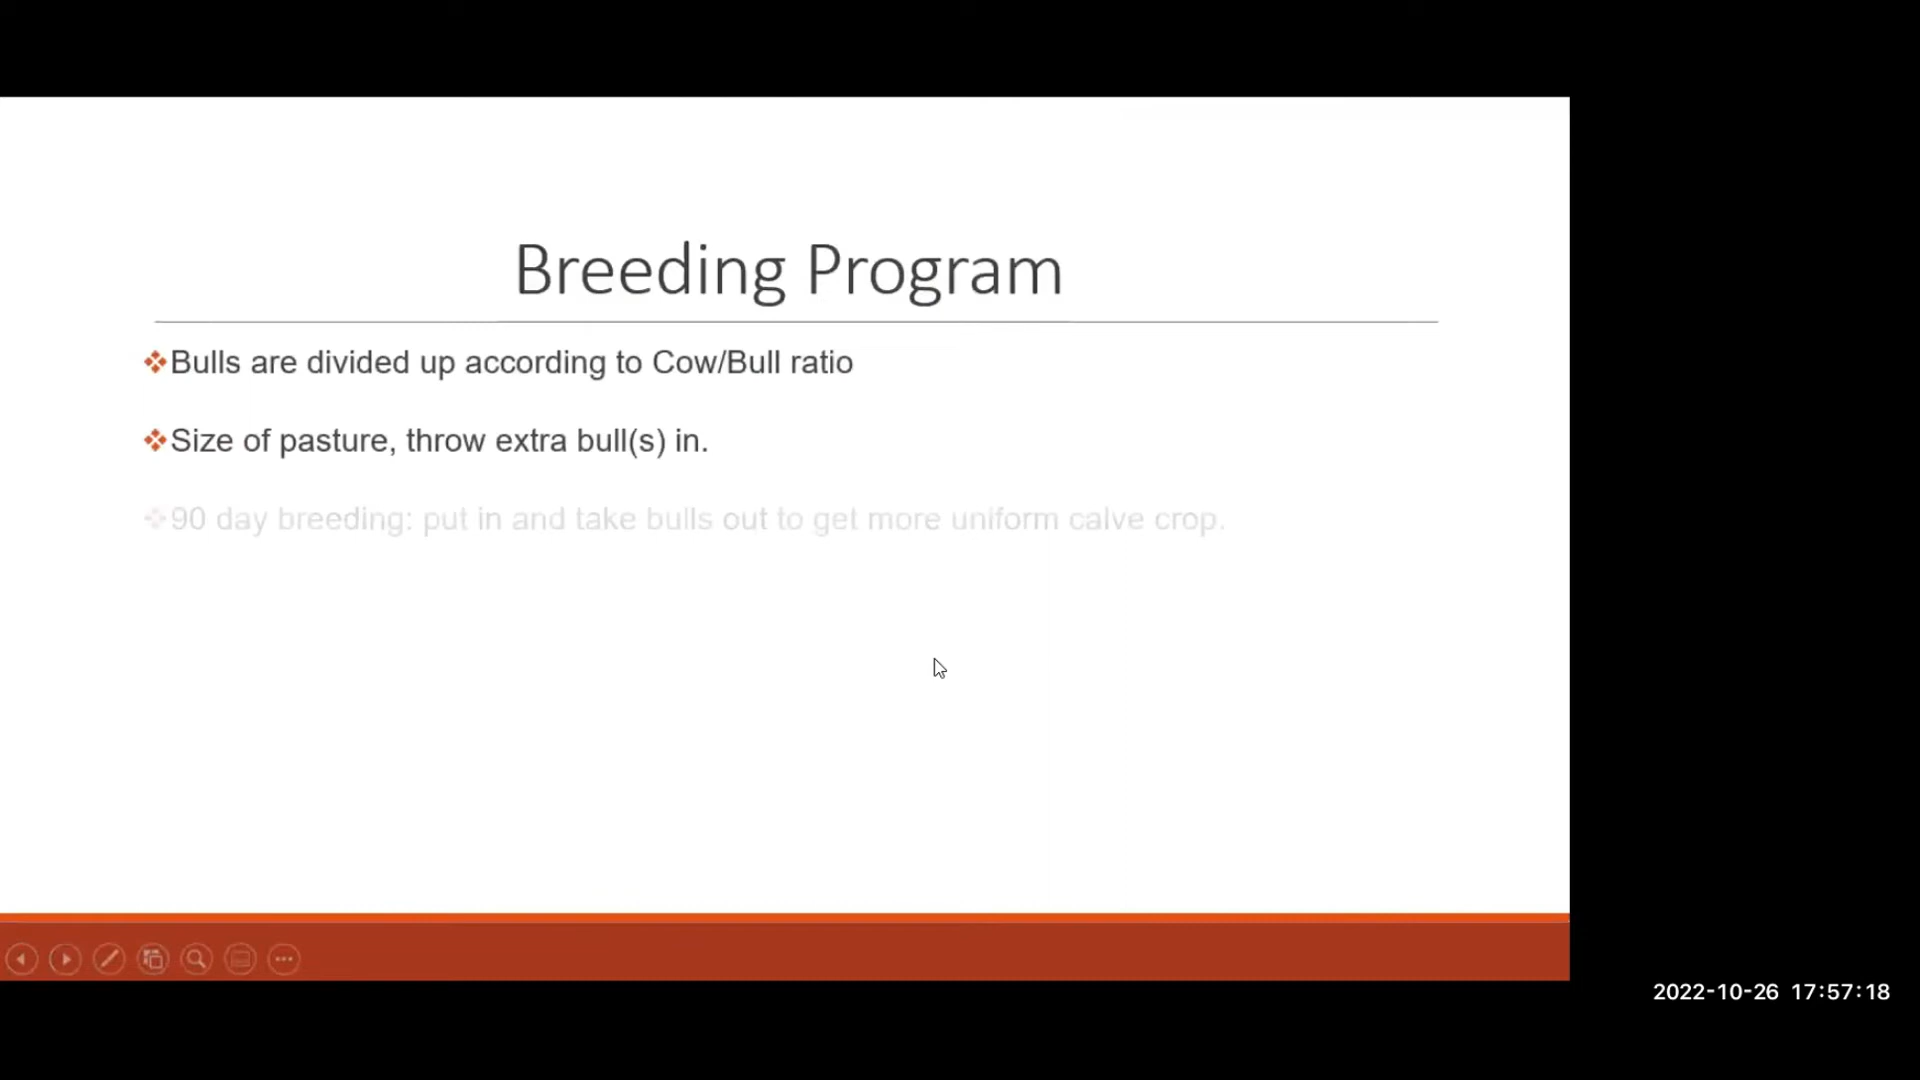 Breeding Program
Bulls are divided up according to Cow/Bull ratio
Size of pasture, throw extra bull(s) in.
90 day breeding: put in and take bulls out to get more uniform calve crop.
2022-10-26 17:57:18